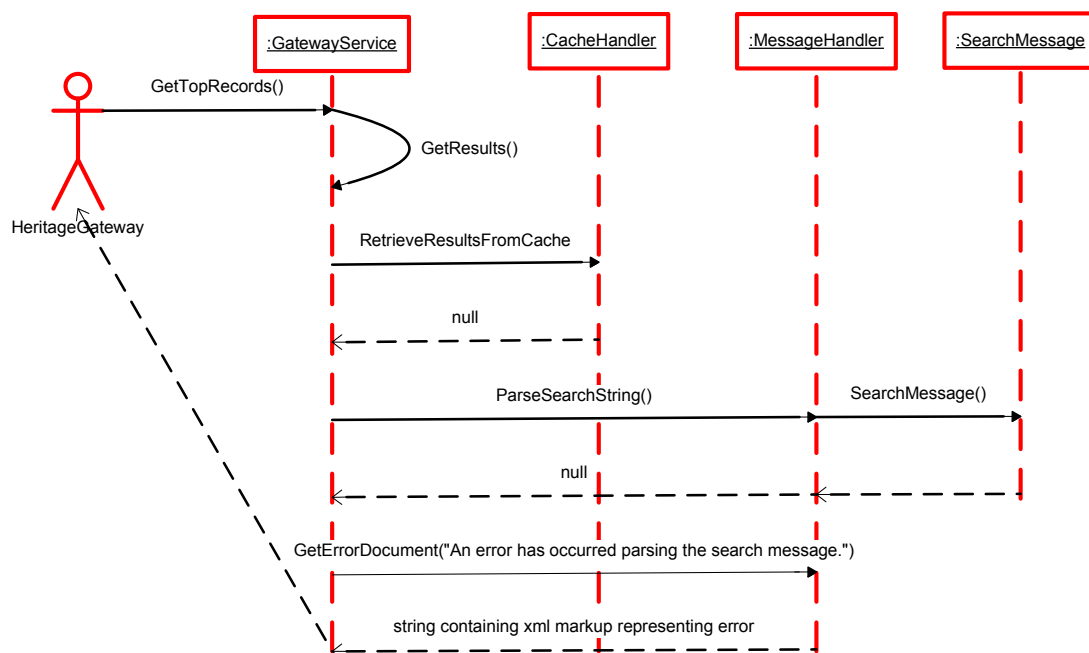 :GatewayService
:CacheHandler
:MessageHandler
:SearchMessage
GetTopRecords()
GetResults()
HeritageGateway
RetrieveResultsFromCache
null
ParseSearchString()
SearchMessage()
null
GetErrorDocument("An error has occurred parsing the search message.")
string containing xml markup representing error